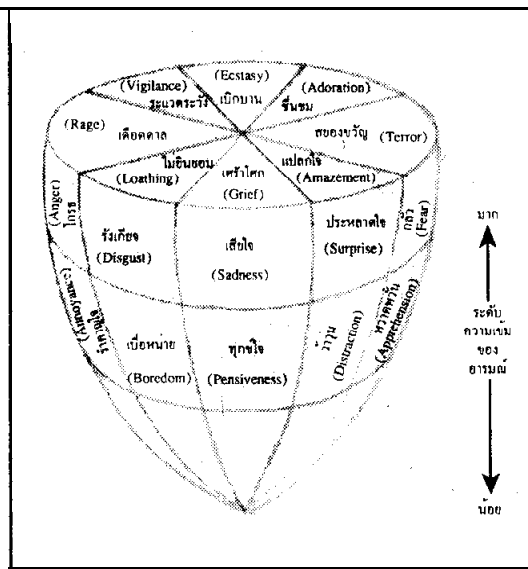 (Ecstasy)
เบิกบาน
(Vigilance)
ระแวดระวัง
(Adoration)
ชื่นชม
(Rage)
เดือดดาล
สยองขวัญ (Terror)
ไม่ยินยอม
(Loathing)
เศร้าโศก
(Grief)
แปลกใจ
(Amazement)
(Anger)
โกรธ
รังเกียจ
(Disgust)
เสียใจ
(Sadness)
ประหลาดใจ
(Surprise)
กลัว
(Fear)
(Annoyance)
เบื่อหน่าย
(Boredom)
ทุกข์ใจ
(Pensiveness)
ว้าวุ่น
(Distraction)
หวาดหวั่น
(Apprehension)
มาก
ระดับ
ความเข้ม
ของ
อารมณ์
น้อย